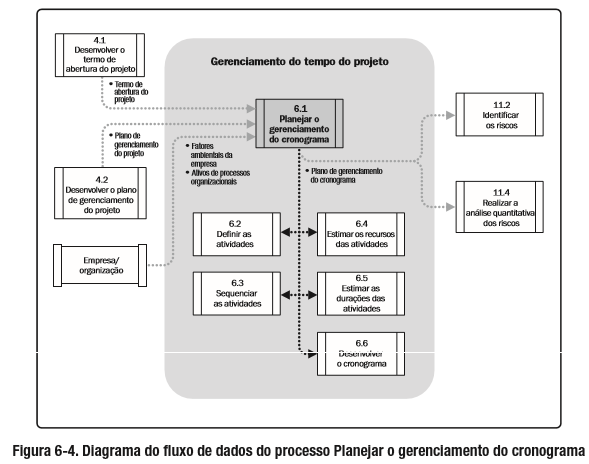 Gerenciamento do tempo do projeto
4.1
Desenvolver o
termo de
abertura do projeto
• Termo de
abertura do
projeto
6.1
Planejar o
gerenciamento
do cronograma
11.2
Identificar
os riscos
• Plano de
gerenciamento
do projeto
• Fatores
ambientais da
empresa
• Ativos de processos
organizacionais
• Plano de gerenciamento
do cronograma
4.2
Desenvolver o plano
de gerenciamento
do projeto
11.4
Realizar a
análise quantitativa
dos riscos
Empresa/
organização
6.2
Definir as
atividades
6.4
Estimar os recursos
das atividades
6.3
Sequenciar
as atividades
6.5
Estimar as
durações das
atividades
6.6
Desenvolver
o cronograma
Figura 6-4. Diagrama do fluxo de dados do processo Planejar o gerenciamento do cronograma